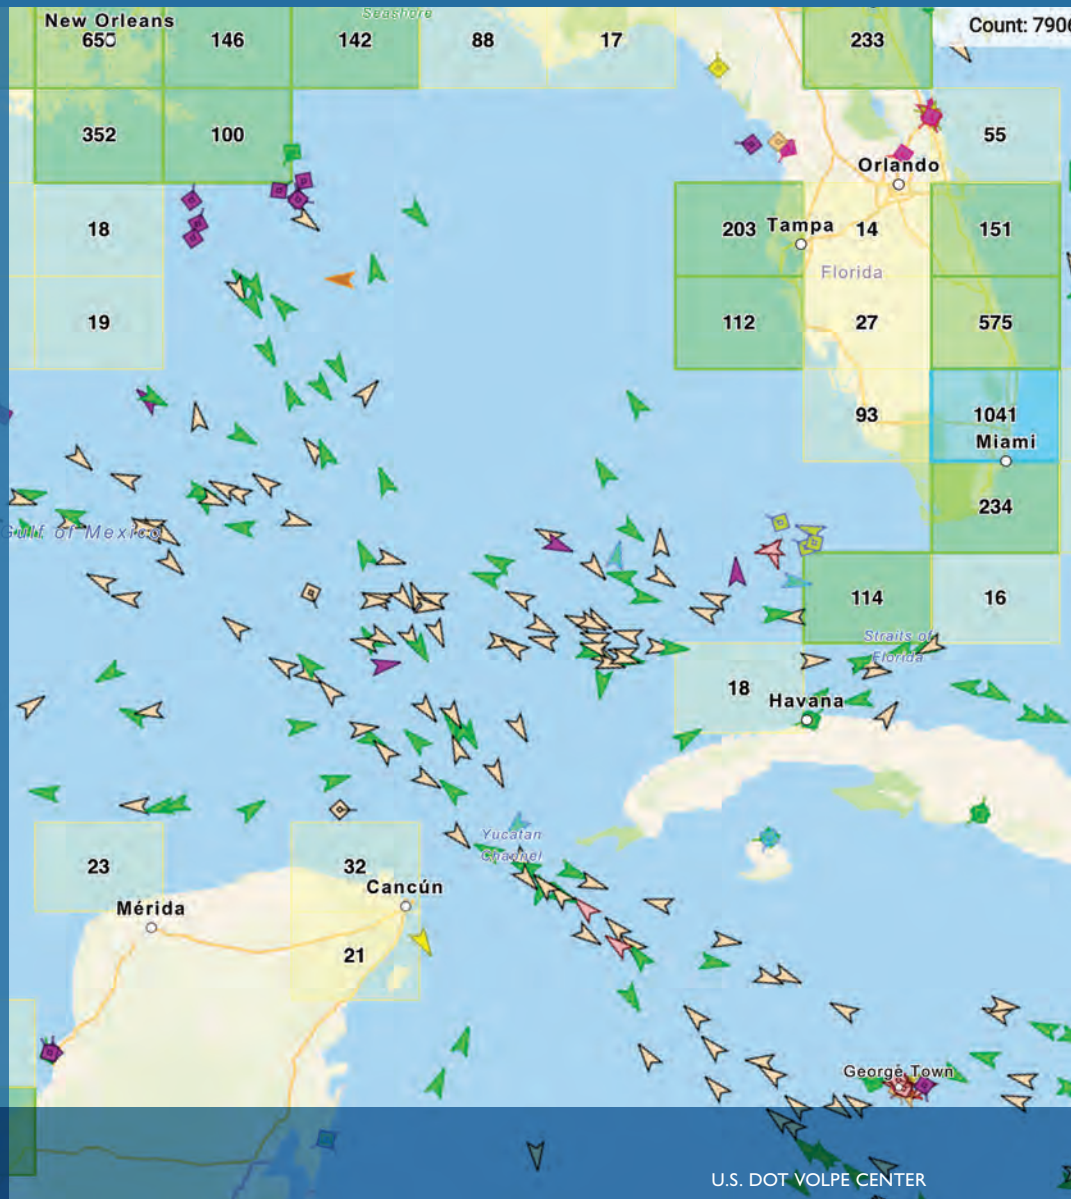 Seashore
New Orleans
Count: 7906
650 146 142 88 17 233
352 100 55
Orlando
18 203 Tampa 14 151
Florida
19 112 27 575
93 1041
Miami
234
Gulf of Mexico
114 16
Straits of
Florida
18 Havana
Yucatan
Channel
23 32
Cancún
Mérida
21
George Town
U.S. DOT VOLPE CENTER